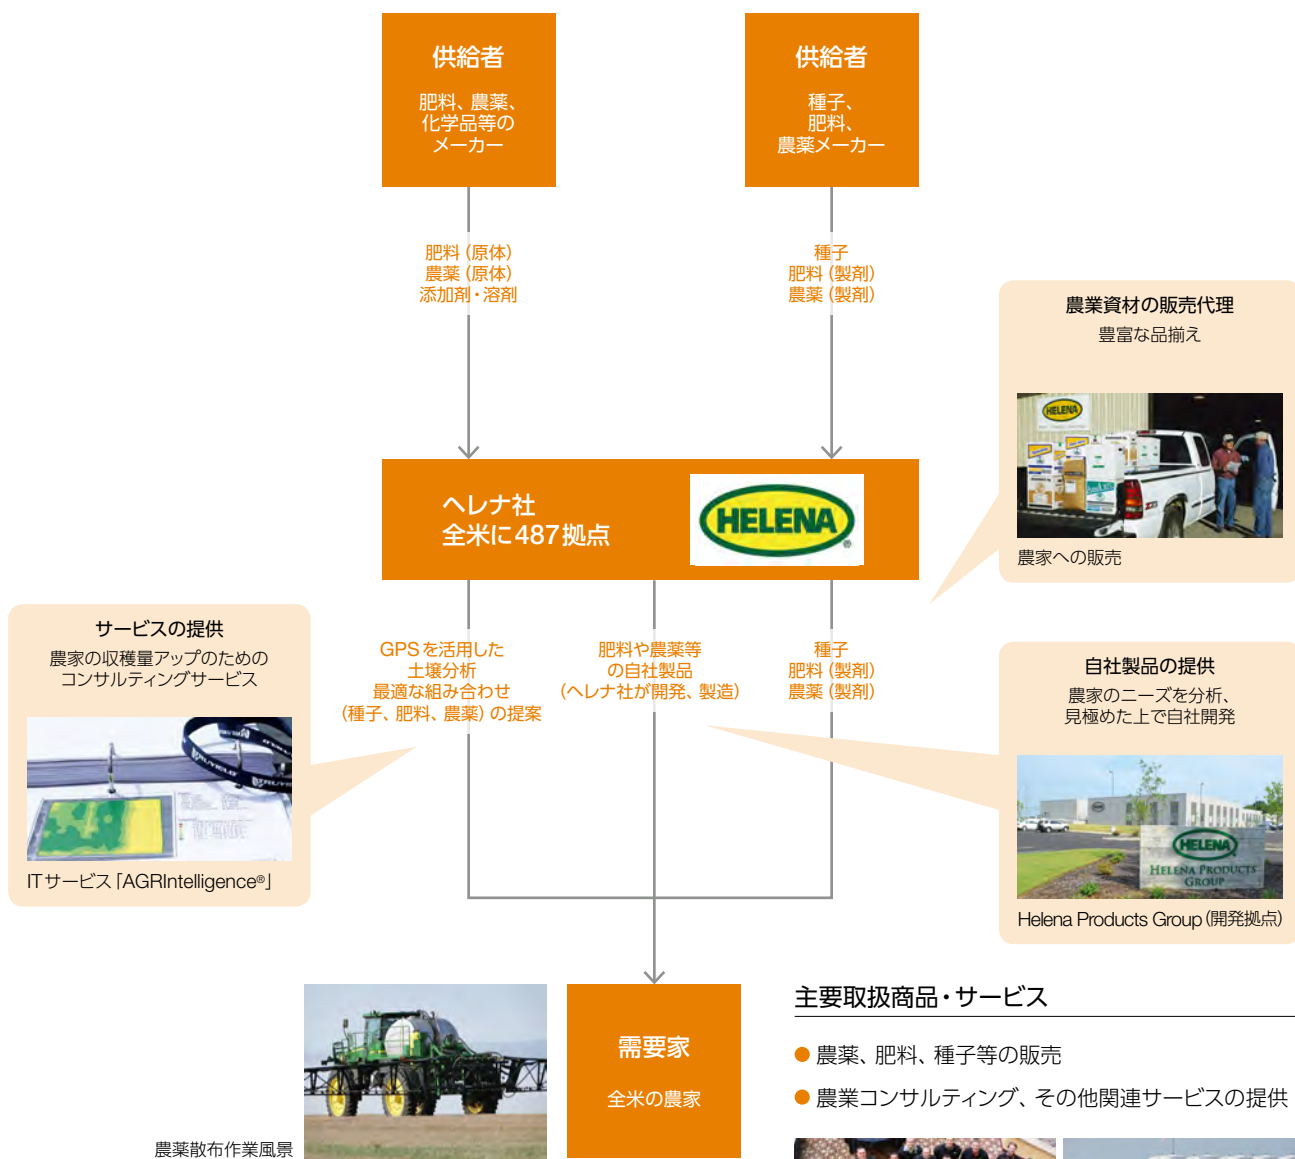 供給者
肥料、農薬、
化学品等の
メーカー
供給者
種子、
肥料、
農薬メーカー
肥料（原体）
農薬（原体）
添加剤・溶剤
種子
肥料（製剤）
農薬（製剤）
農業資材の販売代理
豊富な品揃え
HELENA
農家への販売
ヘレナ社
全米に487拠点
HELENA
サービスの提供
農家の収穫量アップのための
コンサルティングサービス
ITサービス「AGRIntelligence®」
GPSを活用した
土壌分析
最適な組み合わせ
（種子、肥料、農薬）の提案
肥料や農薬等
の自社製品
（ヘレナ社が開発、製造）
種子
肥料（製剤）
農薬（製剤）
自社製品の提供
農家のニーズを分析、
見極めた上で自社開発
HELENA
HELENA PRODUCTS
GROUP
Helena Products Group（開発拠点）
農薬散布作業風景
需要家
全米の農家
主要取扱商品・サービス
● 農薬、肥料、種子等の販売
● 農業コンサルティング、その他関連サービスの提供